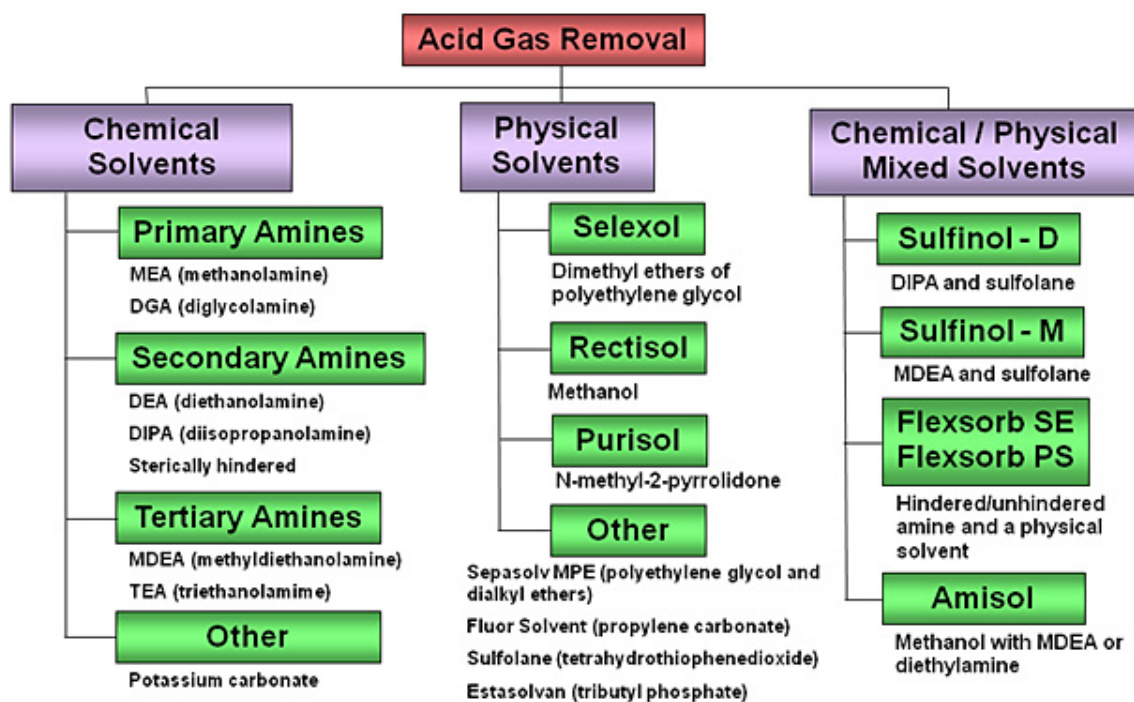 Acid Gas Removal
Chemical
Solvents
Primary Amines
MEA (methanolamine)
DGA (diglycolamine)
Secondary Amines
DEA (diethanolamine)
DIPA (diisopropanolamine)
Sterically hindered
Tertiary Amines
MDEA (methyldiethanolamine)
TEA (triethanolamime)
Other
Potassium carbonate
Physical
Solvents
Selexol
Dimethyl ethers of
polyethylene glycol
Rectisol
Methanol
Purisol
N-methyl-2-pyrrolidone
Other
Sepasolv MPE (polyethylene glycol and
dialkyl ethers)
Fluor Solvent (propylene carbonate)
Sulfolane (tetrahydrothiophenedioxide)
Estasolvan (tributyl phosphate)
Chemical / Physical
Mixed Solvents
Sulfinol - D
DIPA and sulfolane
Sulfinol - M
MDEA and sulfolane
Flexsorb SE
Flexsorb PS
Hindered/unhindered
amine and a physical
solvent
Amisol
Methanol with MDEA or
diethylamine